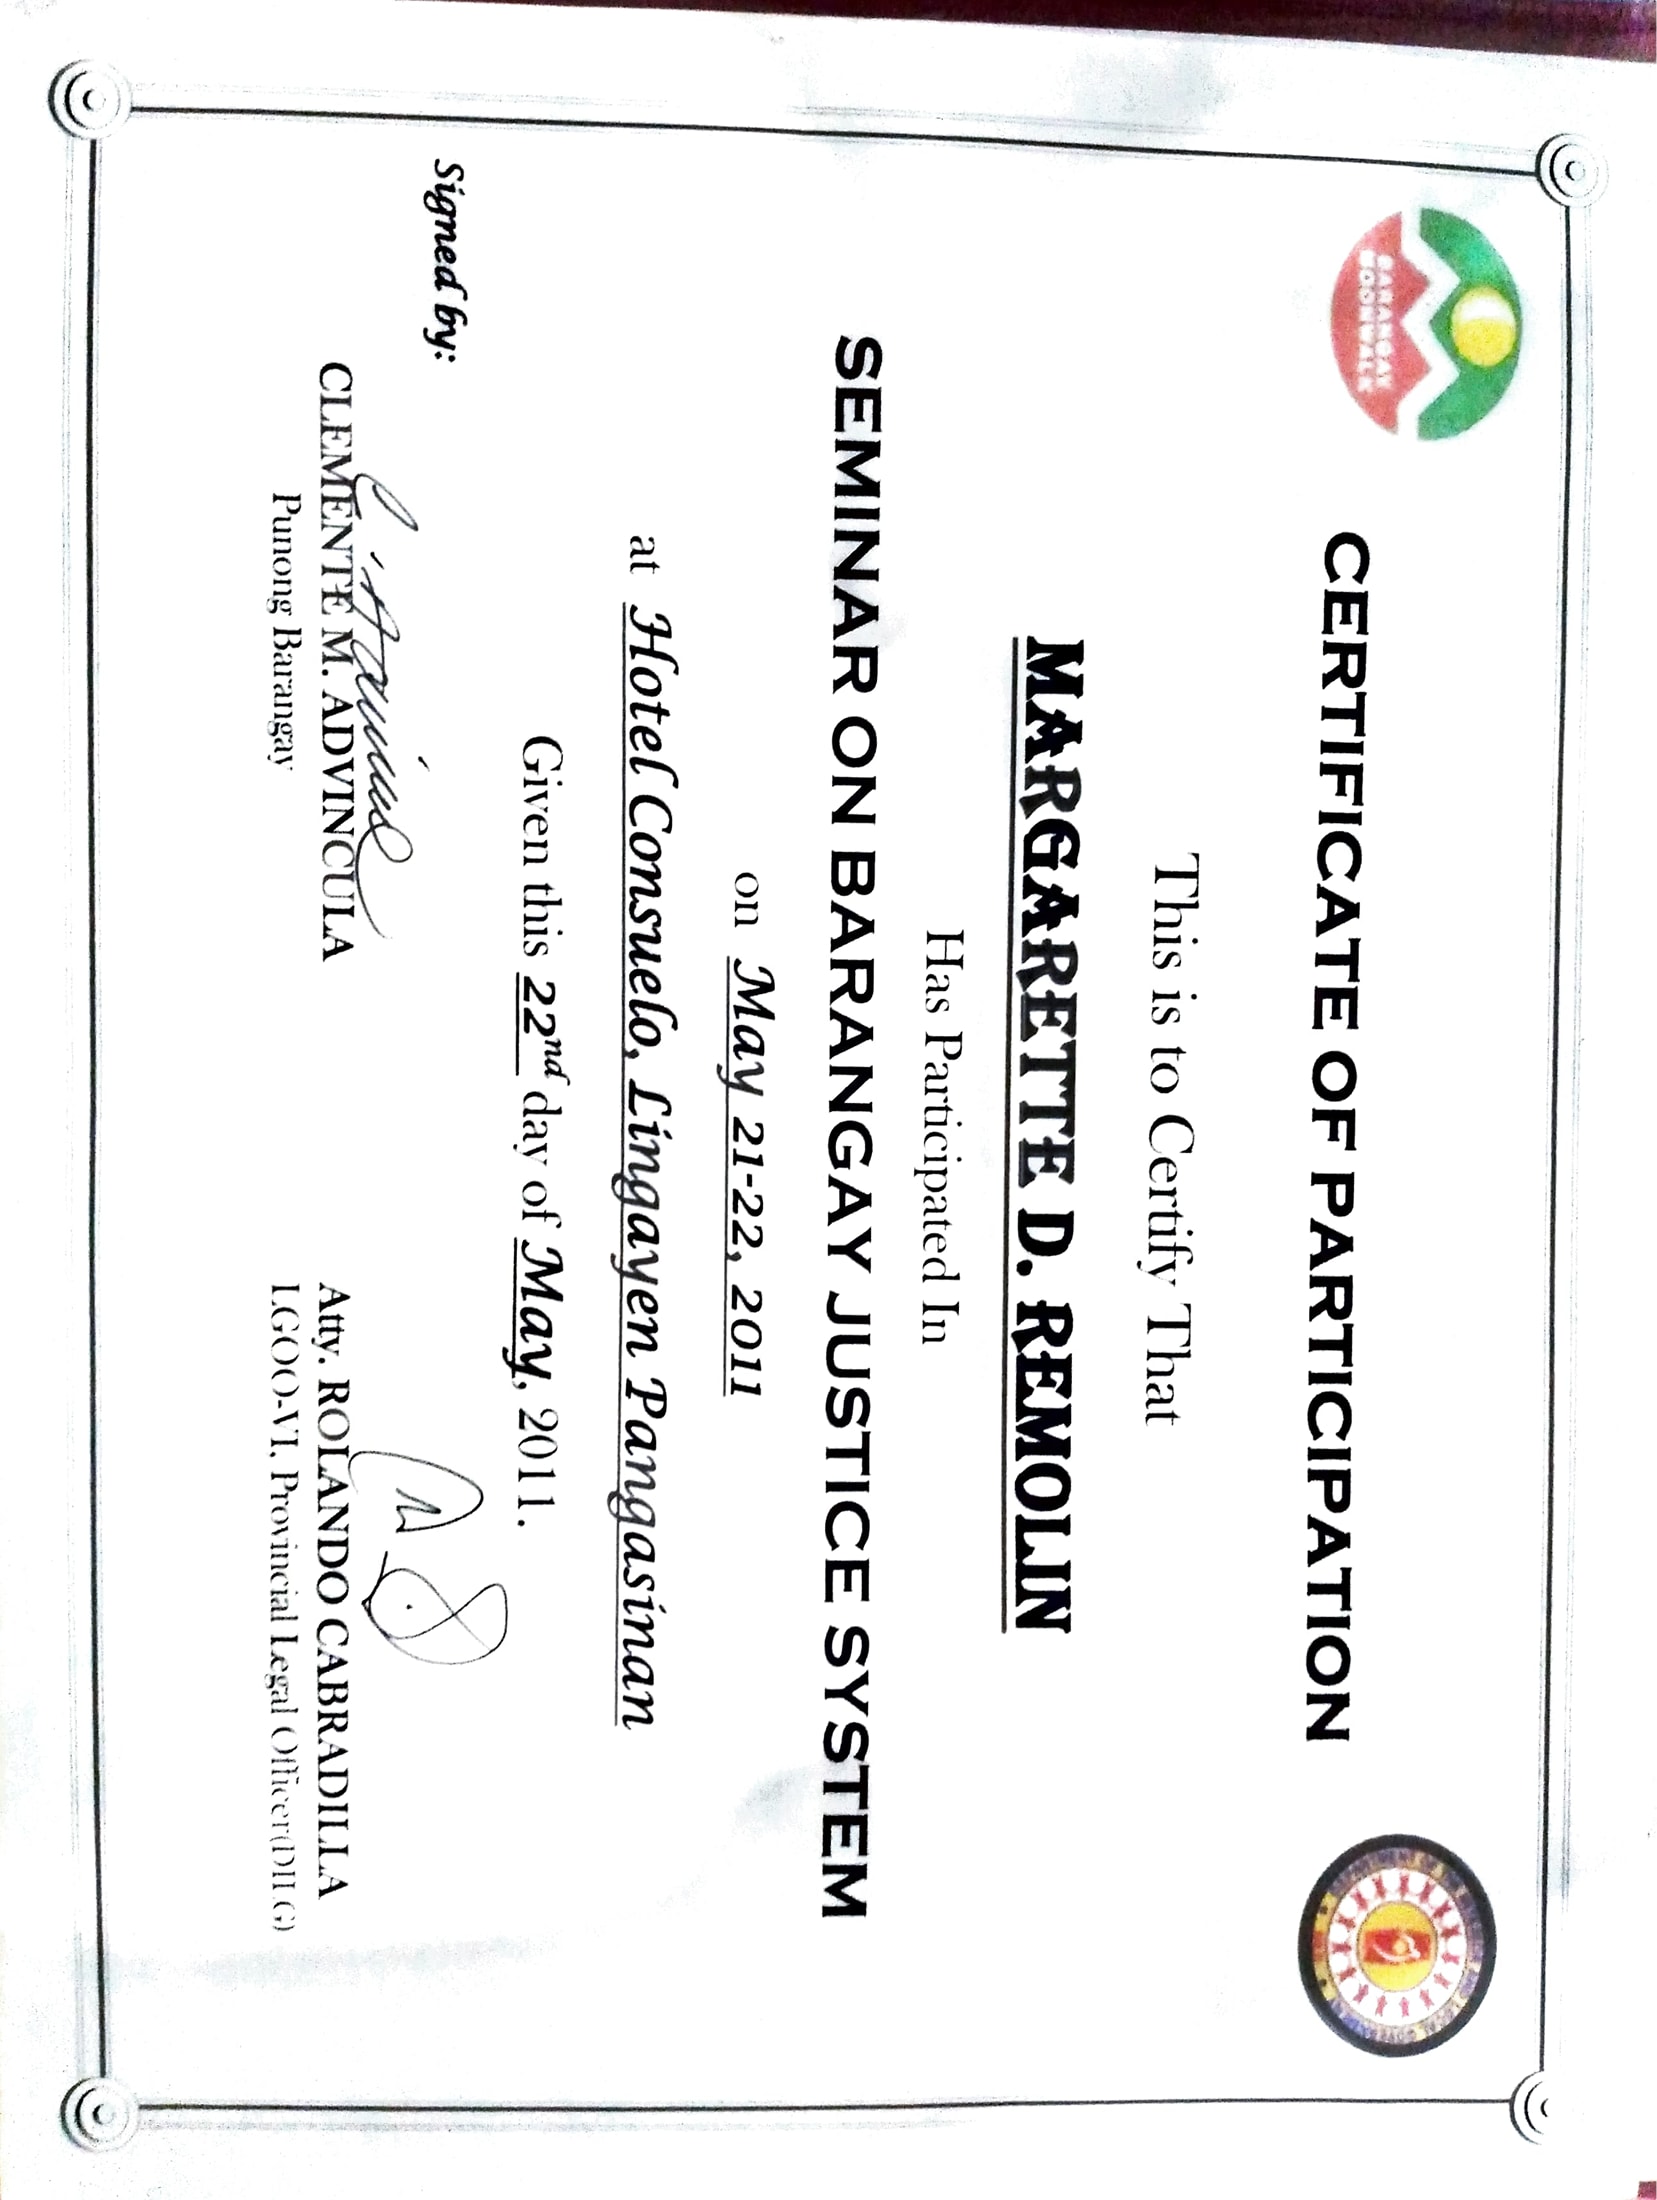 BARANGAY
MOONWALK
CERTIFICATE OF PARTICIPATION
This is to Certify That
MARGARETTE D. REMOLIN
Has Participated In
SEMINAR ON BARANGAY JUSTICE SYSTEM
on May 21-22, 2011
at Hotel Consuelo, Lingayen Pangasinan
Given this 22nd day of May, 2011.
Signed by:
CLEMENTE M. ADVINCULA
Punong Barangay
Atty. ROLANDO CABRADILLA
LGOO-VI, Provincial Legal Officer(DILG)